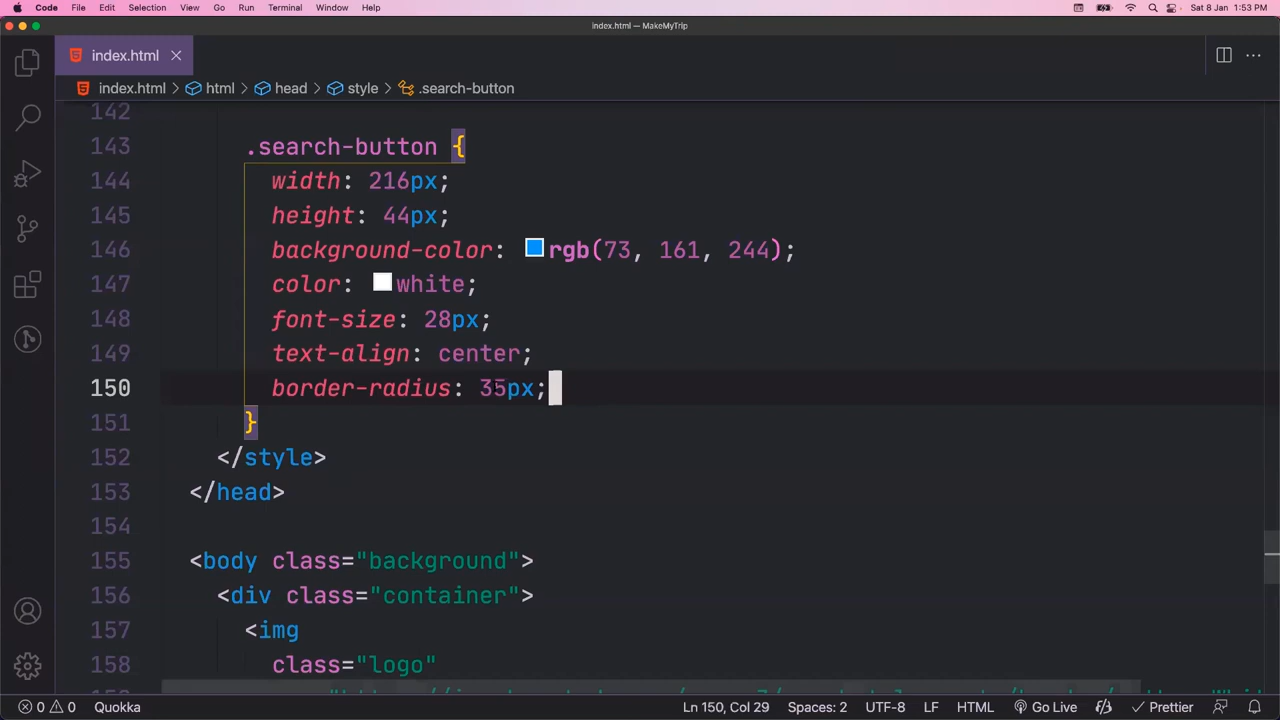 Code File Edit Selection View Go Run Terminal Window Help Sat 8 Jan 1:53 PM
index.html — MakeMyTrip
index.html
index.html > html > head > style > .search-button
142
143 .search-button {
144 width: 216px;
145 height: 44px;
146 background-color: rgb(73, 161, 244);
147 color: white;
148 font-size: 28px;
149 text-align: center;
150 border-radius: 35px;
151 }
152 </style>
153 </head>
154
155 <body class="background">
156 <div class="container">
157 <img
158 class="logo"
0 0 Quokka Ln 150, Col 29 Spaces: 2 UTF-8 LF HTML Go Live Prettier